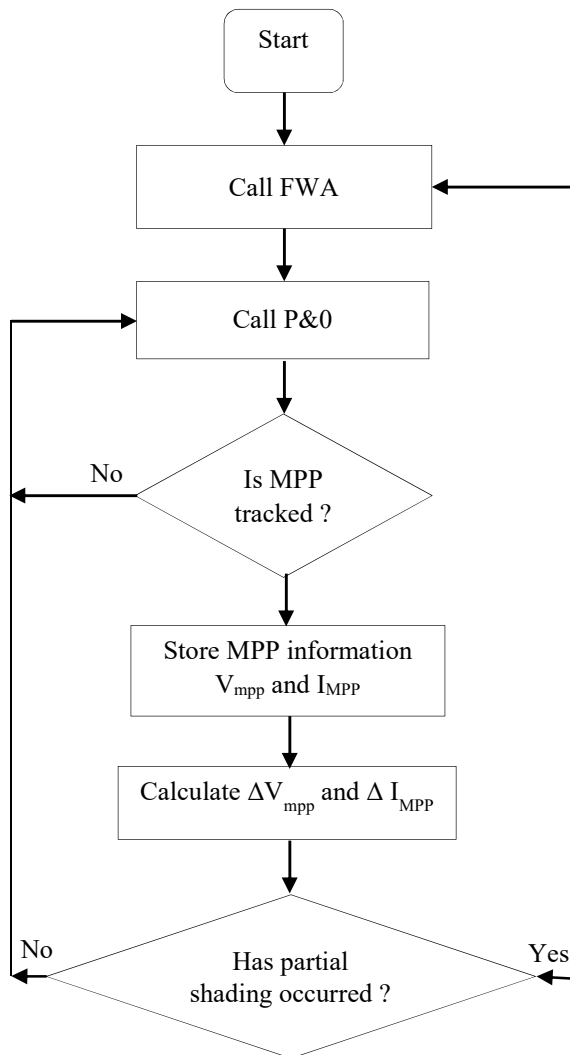 Start
Call FWA
Call P&0
No
Is MPP
tracked ?
Store MPP information
Vmpp and IMPP
Calculate ΔVmpp and Δ IMPP
No
Yes
Has partial
shading occurred ?